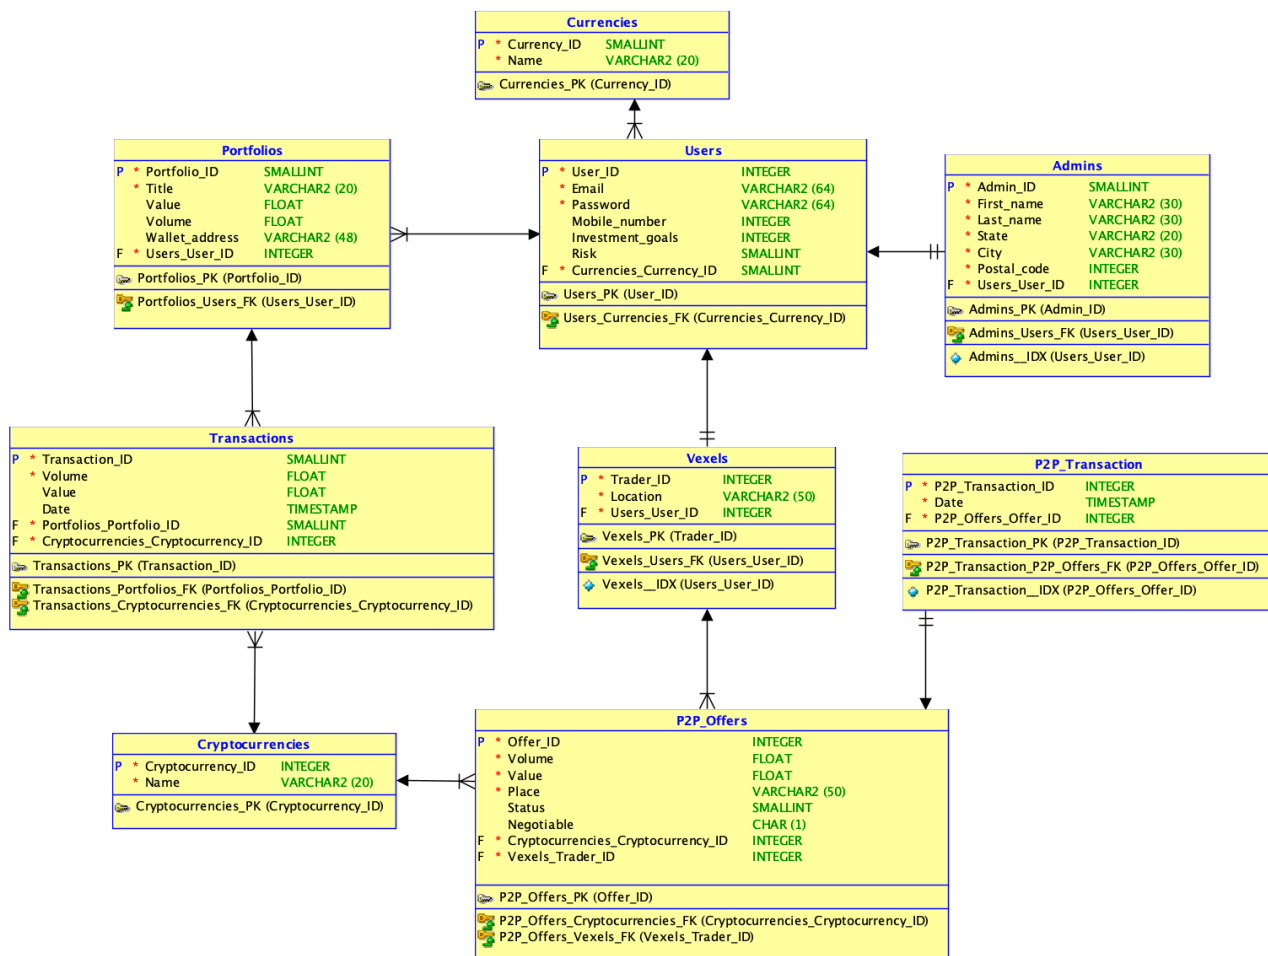 Currencies
P * Currency_ID SMALLINT
* Name VARCHAR2 (20)
Currencies_PK (Currency_ID)
Portfolios
P * Portfolio_ID SMALLINT
* Title VARCHAR2 (20)
Value FLOAT
Volume FLOAT
Wallet_address VARCHAR2 (48)
F * Users_User_ID INTEGER
Portfolios_PK (Portfolio_ID)
Portfolios_Users_FK (Users_User_ID)
Users
P * User_ID INTEGER
* Email VARCHAR2 (64)
* Password VARCHAR2 (64)
Mobile_number INTEGER
Investment_goals INTEGER
Risk SMALLINT
F * Currencies_Currency_ID SMALLINT
Users_PK (User_ID)
Users_Currencies_FK (Currencies_Currency_ID)
Admins
P * Admin_ID SMALLINT
* First_name VARCHAR2 (30)
* Last_name VARCHAR2 (30)
* State VARCHAR2 (20)
* City VARCHAR2 (30)
* Postal_code INTEGER
F * Users_User_ID INTEGER
Admins_PK (Admin_ID)
Admins_Users_FK (Users_User_ID)
Admins__IDX (Users_User_ID)
Transactions
P * Transaction_ID SMALLINT
* Volume FLOAT
Value FLOAT
Date TIMESTAMP
F * Portfolios_Portfolio_ID SMALLINT
F * Cryptocurrencies_Cryptocurrency_ID INTEGER
Transactions_PK (Transaction_ID)
Transactions_Portfolios_FK (Portfolios_Portfolio_ID)
Transactions_Cryptocurrencies_FK (Cryptocurrencies_Cryptocurrency_ID)
Vexels
P * Trader_ID INTEGER
* Location VARCHAR2 (50)
F * Users_User_ID INTEGER
Vexels_PK (Trader_ID)
Vexels_Users_FK (Users_User_ID)
Vexels__IDX (Users_User_ID)
P2P_Transaction
P * P2P_Transaction_ID INTEGER
* Date TIMESTAMP
F * P2P_Offers_Offer_ID INTEGER
P2P_Transaction_PK (P2P_Transaction_ID)
P2P_Transaction_P2P_Offers_FK (P2P_Offers_Offer_ID)
P2P_Transaction__IDX (P2P_Offers_Offer_ID)
Cryptocurrencies
P * Cryptocurrency_ID INTEGER
* Name VARCHAR2 (20)
Cryptocurrencies_PK (Cryptocurrency_ID)
P2P_Offers
P * Offer_ID INTEGER
* Volume FLOAT
* Value FLOAT
* Place VARCHAR2 (50)
Status SMALLINT
Negotiable CHAR (1)
F * Cryptocurrencies_Cryptocurrency_ID INTEGER
F * Vexels_Trader_ID INTEGER
P2P_Offers_PK (Offer_ID)
P2P_Offers_Cryptocurrencies_FK (Cryptocurrencies_Cryptocurrency_ID)
P2P_Offers_Vexels_FK (Vexels_Trader_ID)